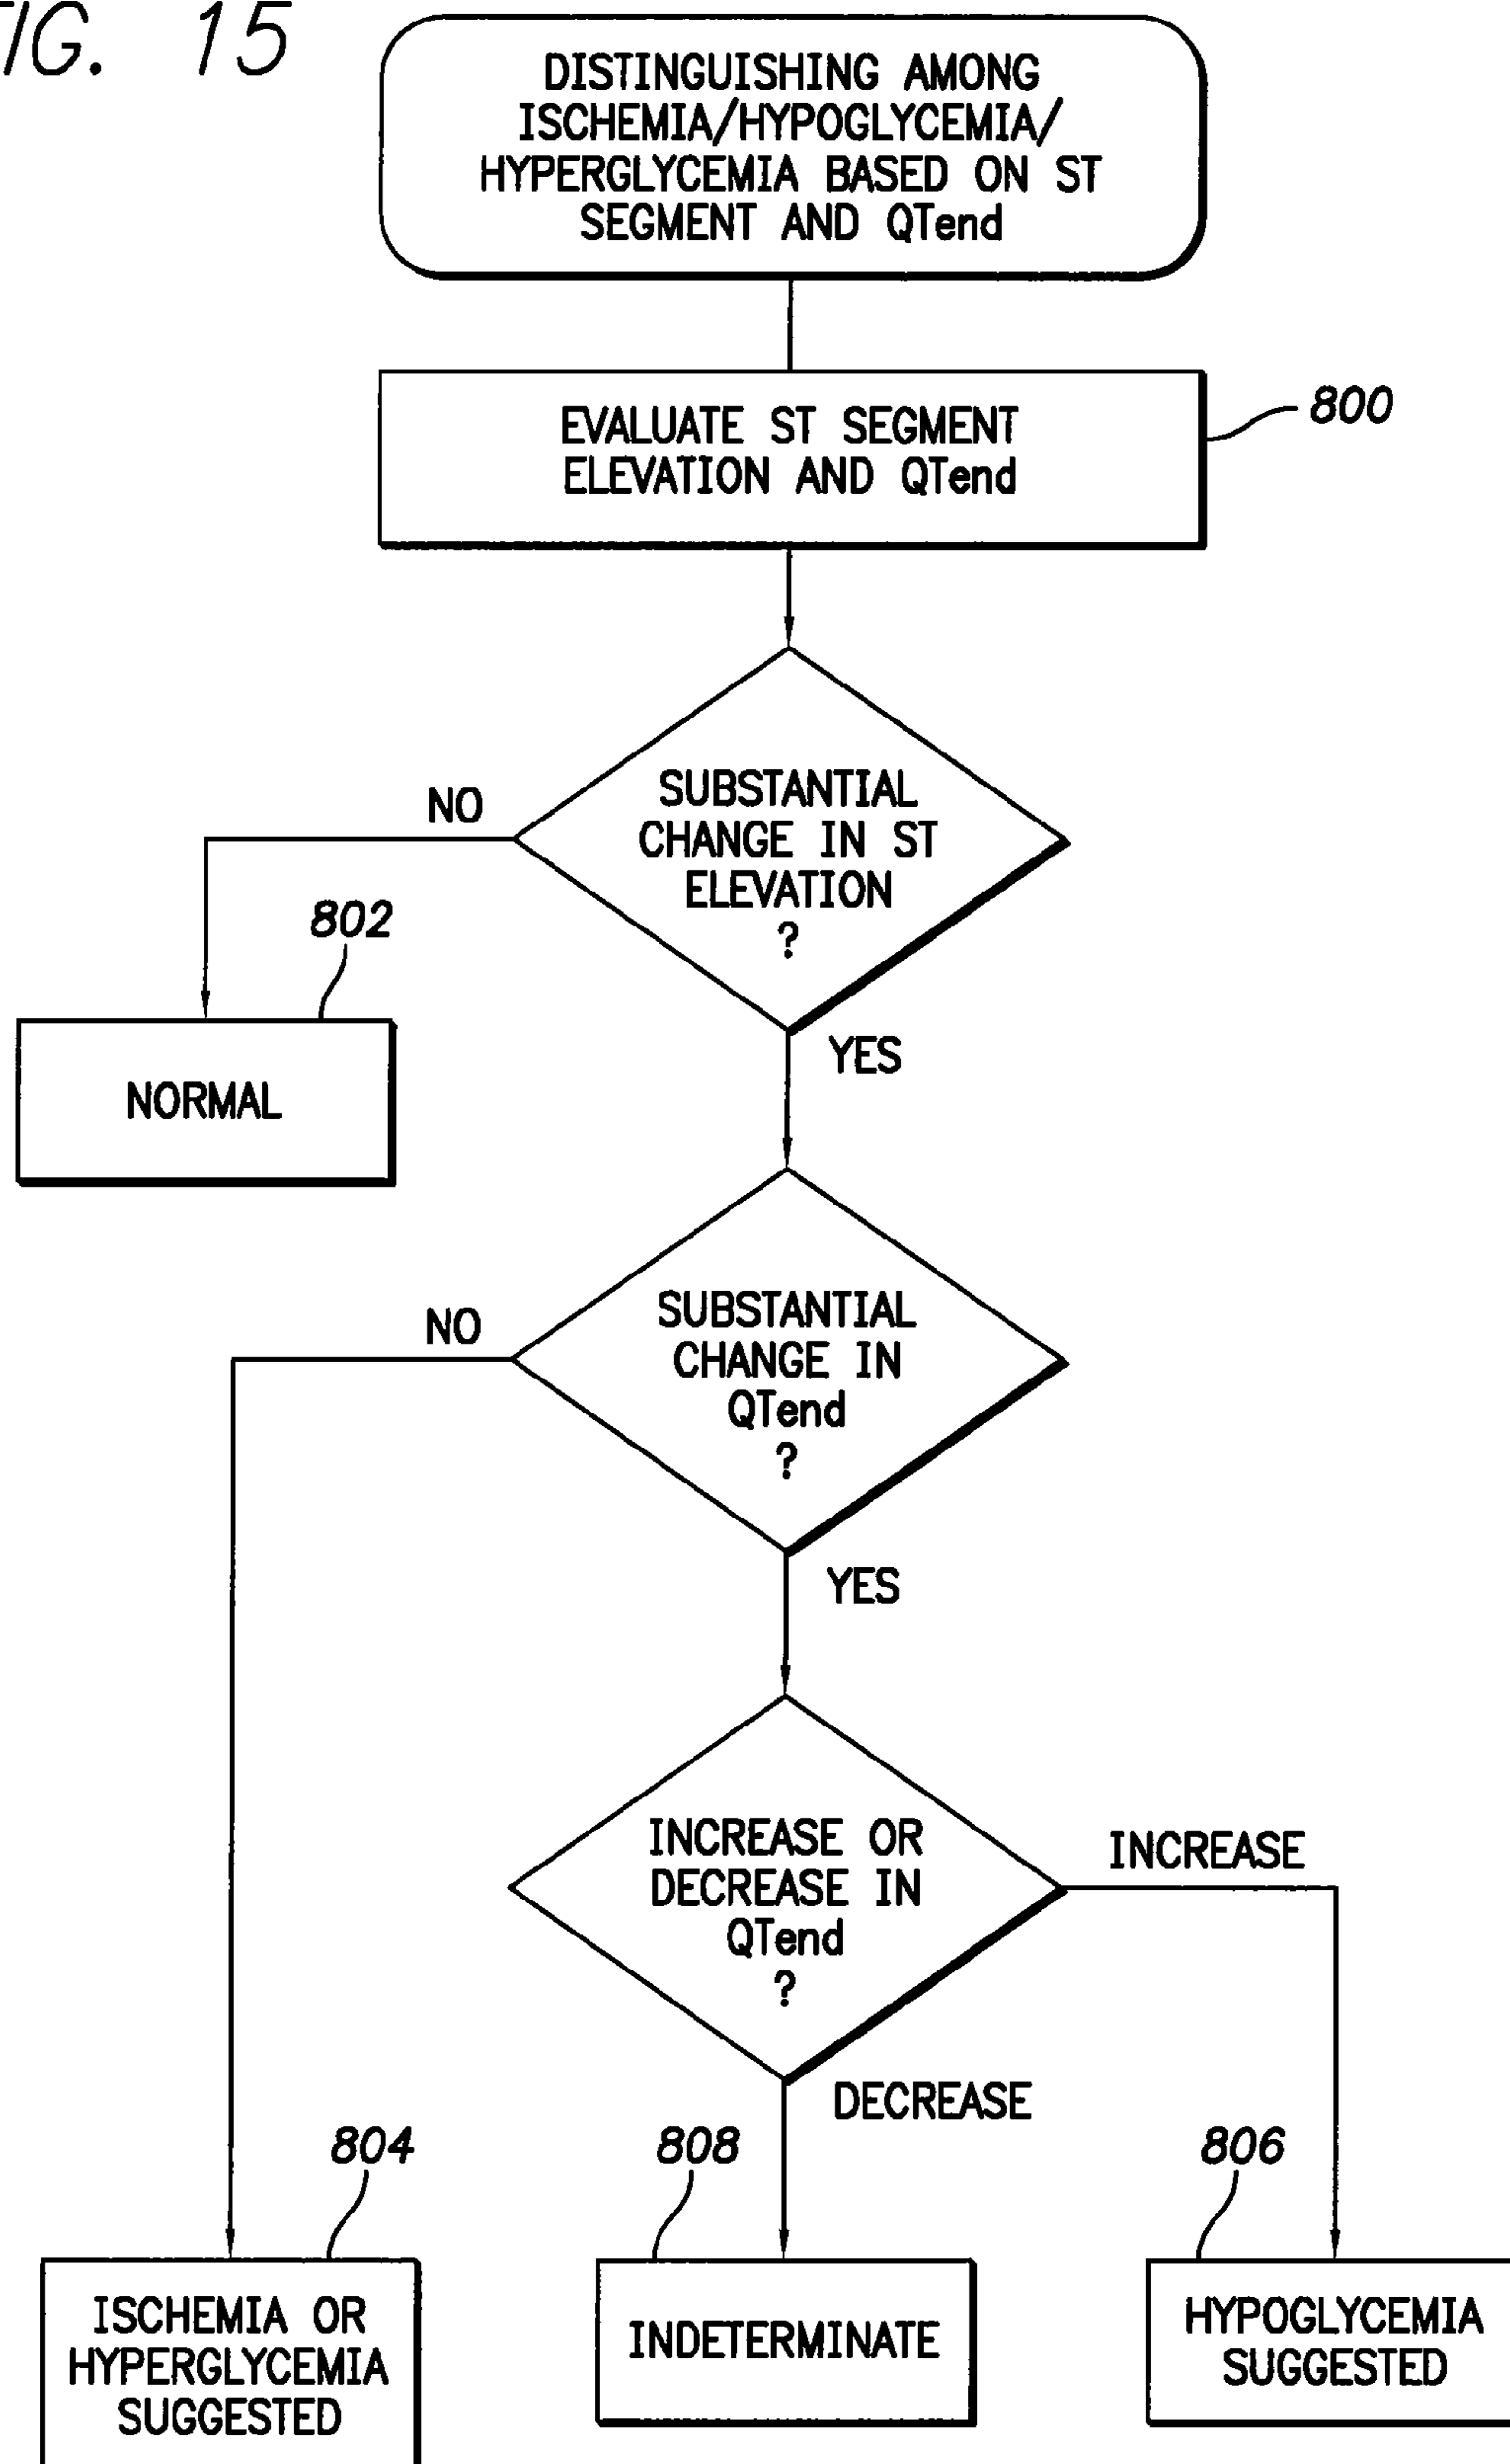 FIG. 15
DISTINGUISHING AMONG
ISCHEMIA/HYPOGLYCEMIA/
HYPERGLYCEMIA BASED ON ST
SEGMENT AND QTend
EVALUATE ST SEGMENT
ELEVATION AND QTend
800
SUBSTANTIAL
CHANGE IN ST
ELEVATION
?
NO
802
NORMAL
YES
SUBSTANTIAL
CHANGE IN
QTend
?
NO
YES
INCREASE OR
DECREASE IN
QTend
?
INCREASE
DECREASE
804
ISCHEMIA OR
HYPERGLYCEMIA
SUGGESTED
808
INDETERMINATE
806
HYPOGLYCEMIA
SUGGESTED